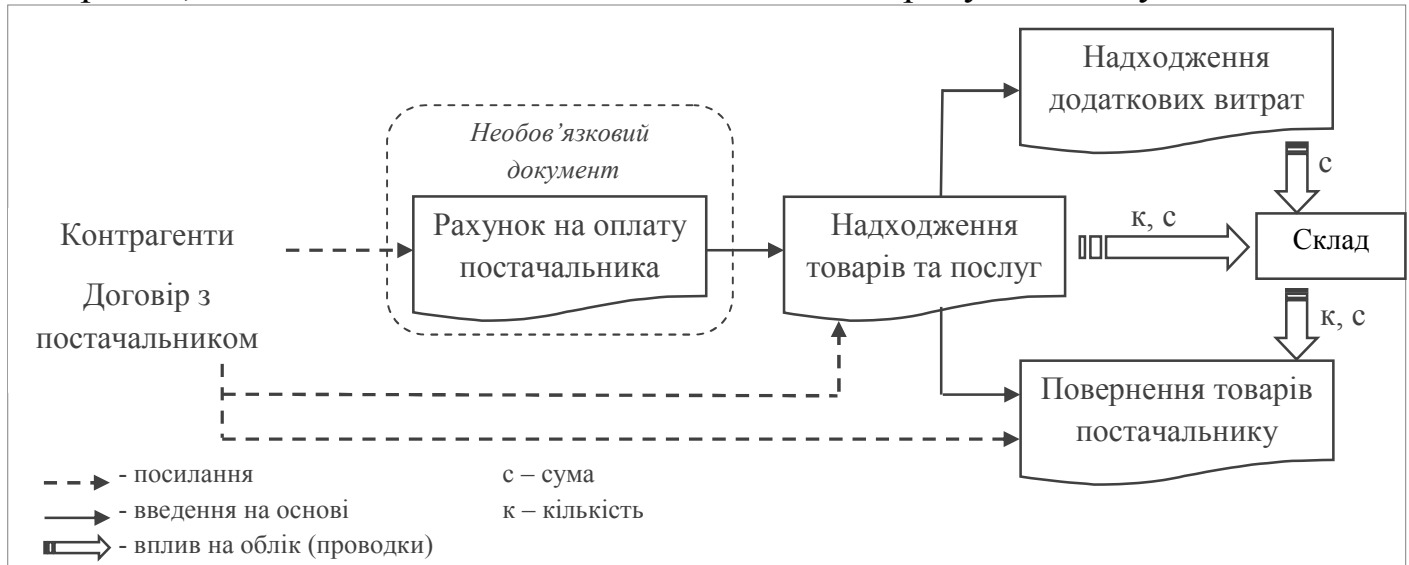 Надходження
додаткових витрат
Необов’язковий
документ
с
Рахунок на оплату
постачальника
Надходження
товарів та послуг
к, с
Склад
Контрагенти
Договір з
постачальником
к, с
Повернення товарів
постачальнику
- посилання
с – сума
- введення на основі
к – кількість
- вплив на облік (проводки)